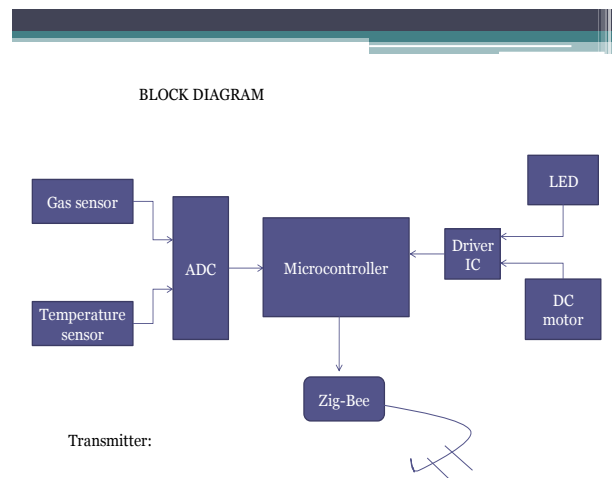 BLOCK DIAGRAM
LED
Gas sensor
Driver
IC
ADC
Microcontroller
DC
motor
Temperature
sensor
Zig-Bee
Transmitter: